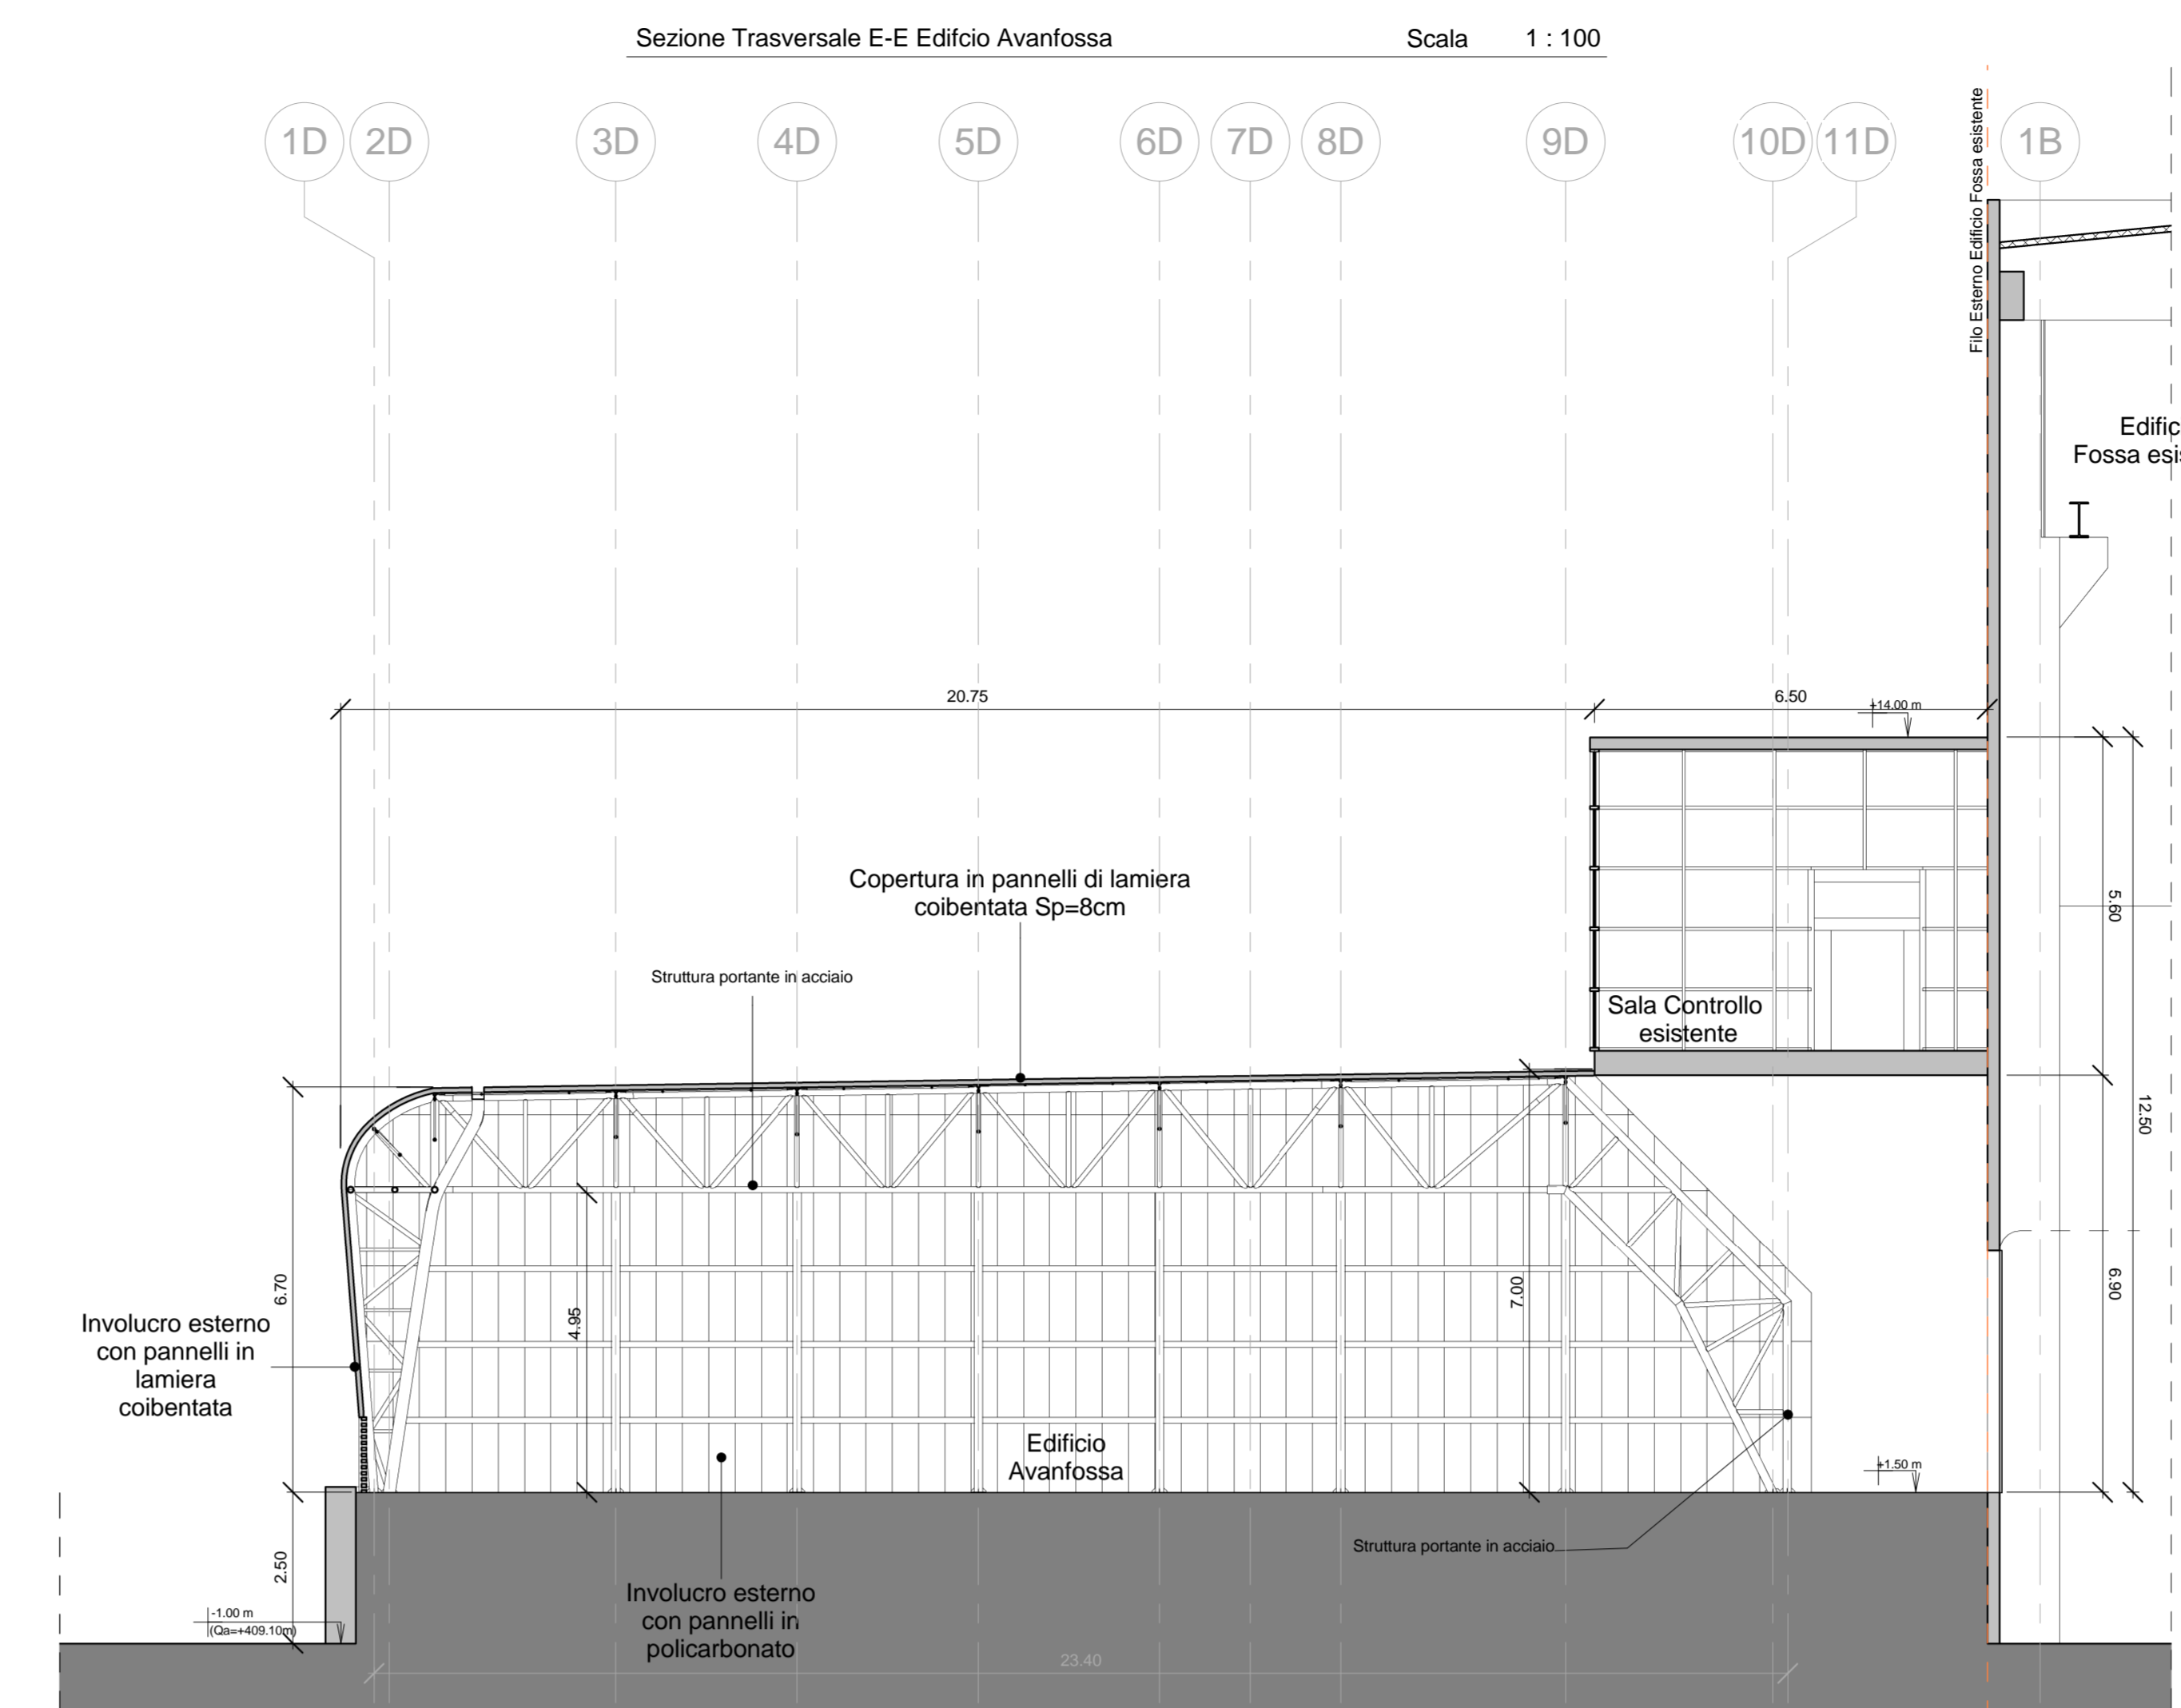 Sezione Trasversale E-E Edifcio Avanfossa Scala 1 : 100
1D 2D 3D 4D 5D 6D 7D 8D 9D 10D 11D 1B
Filo Esterno Edificio Fossa esistente
Edific
Fossa esis
20.75
6.50
+14.00 m
Copertura in pannelli di lamiera
coibentata Sp=8cm
Struttura portante in acciaio
5.60
12.50
Sala Controllo
esistente
6.70
4.95
7.00
6.90
Involucro esterno
con pannelli in
lamiera
coibentata
Edificio
Avanfossa
+1.50 m
Struttura portante in acciaio
2.50
-1.00 m
(Qa=+409.10m)
Involucro esterno
con pannelli in
policarbonato
23.40